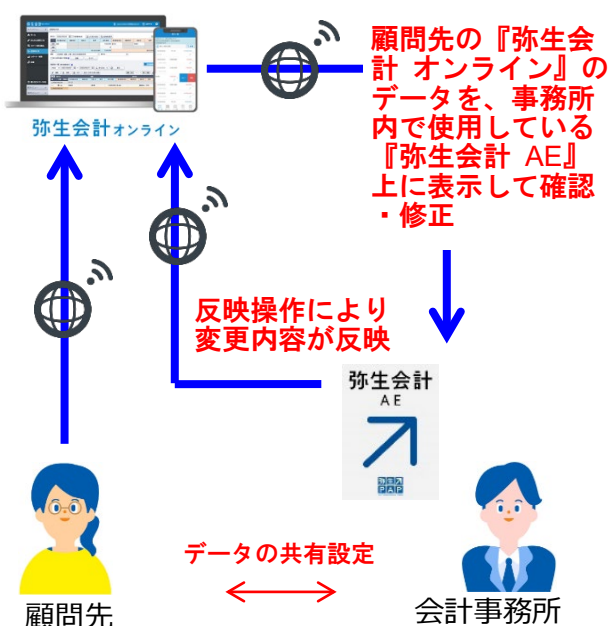 顧問先の『弥生会
計 オンライン』の
データを、事務所
内で使用している
『弥生会計 AE』
上に表示して確認
・修正
弥生会計 オンライン
反映操作により
変更内容が反映
弥生会計
AE
弥生
PAP
データの共有設定
顧問先
会計事務所